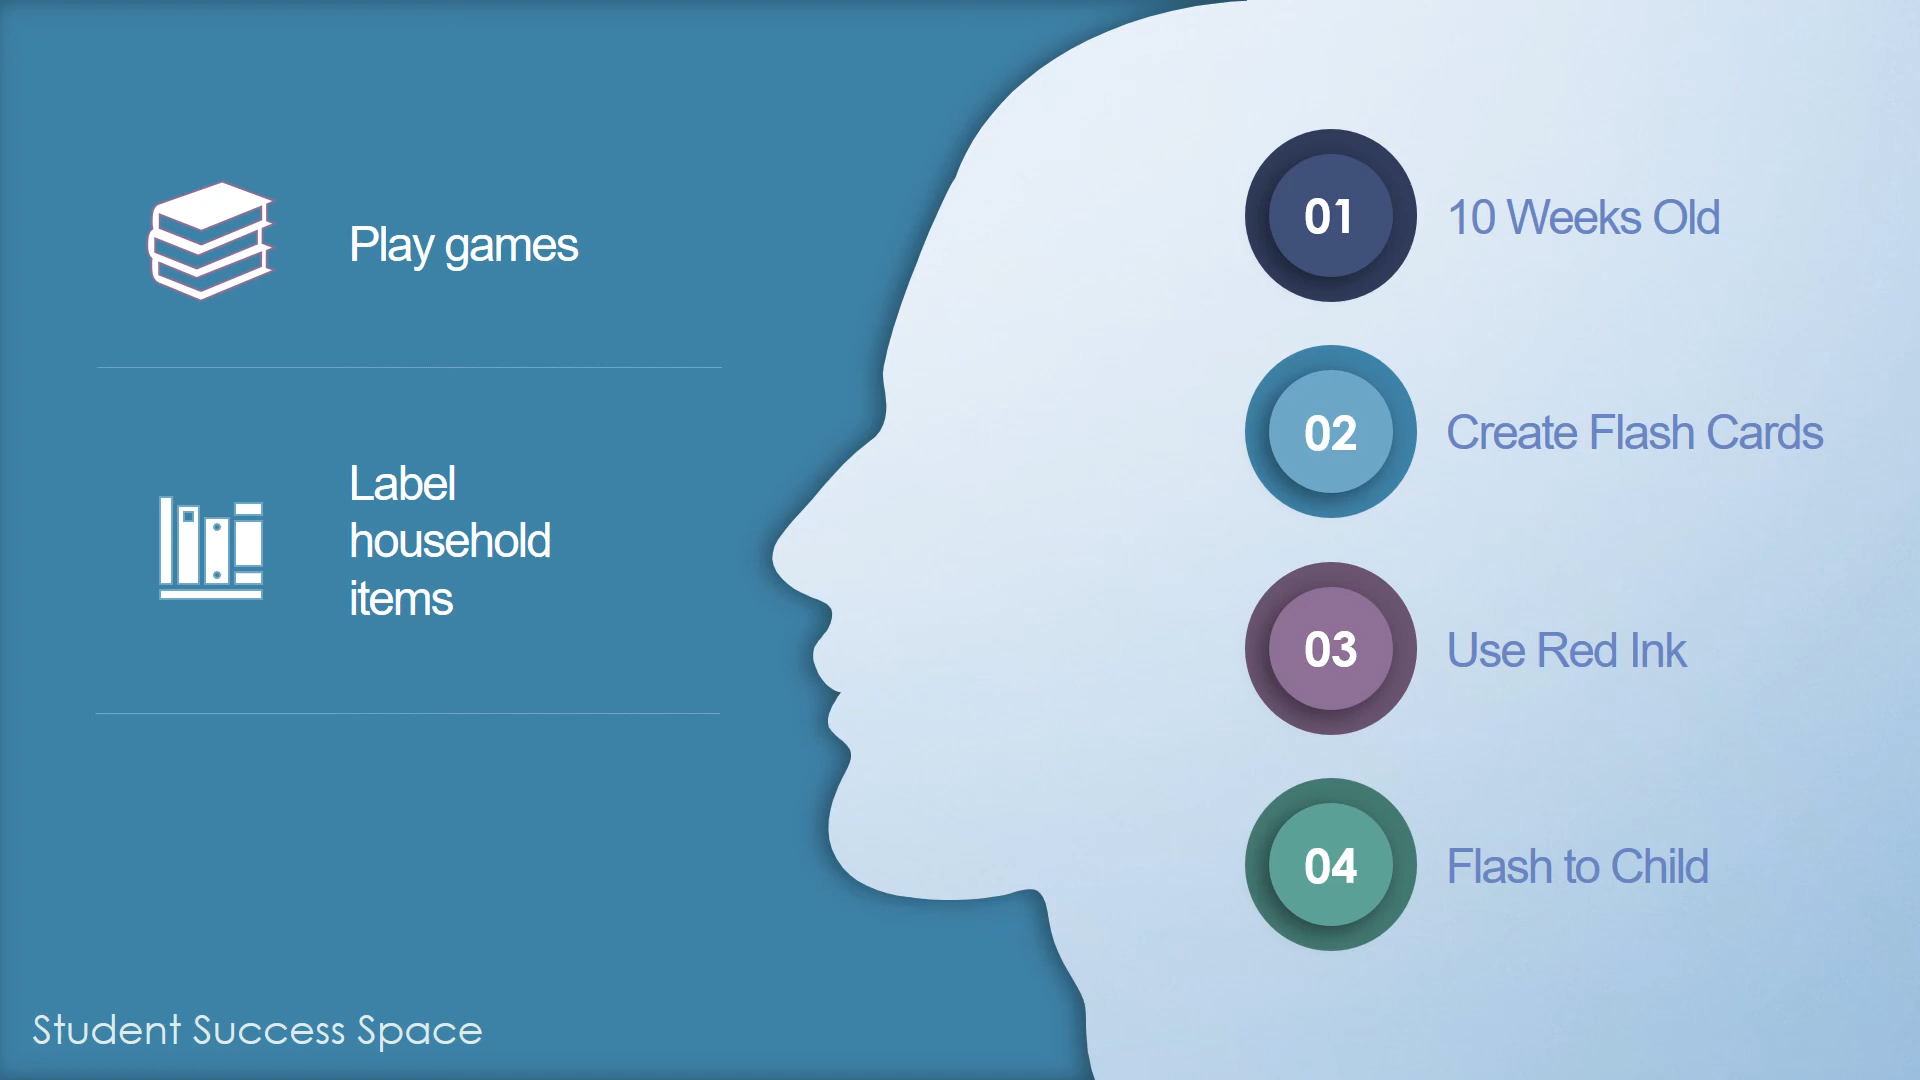 Play games
Label
household
items
Student Success Space
01 10 Weeks Old
02 Create Flash Cards
03 Use Red Ink
04 Flash to Child